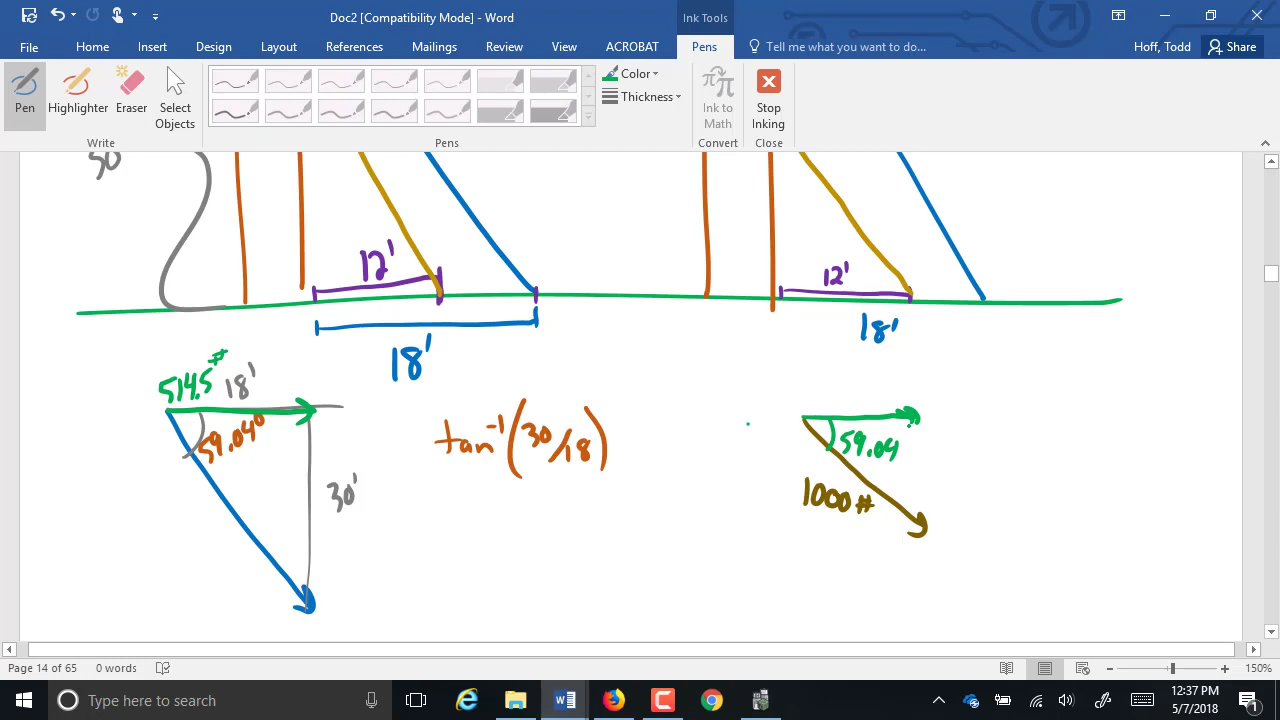 Doc2 [Compatibility Mode] - Word
Ink Tools
File Home Insert Design Layout References Mailings Review View ACROBAT Pens Tell me what you want to do... Hoff, Todd Share
Pen Highlighter Eraser Select Objects
Color
Thickness
Ink to Math
Stop Inking
Write Pens Convert Close
30
12'
12'
18'
18'
514.5#
18'
59.04°
30'
tan⁻¹(30/18)
59.04
1000#
Page 14 of 65 0 words 150%
Type here to search
12:37 PM
5/7/2018
1